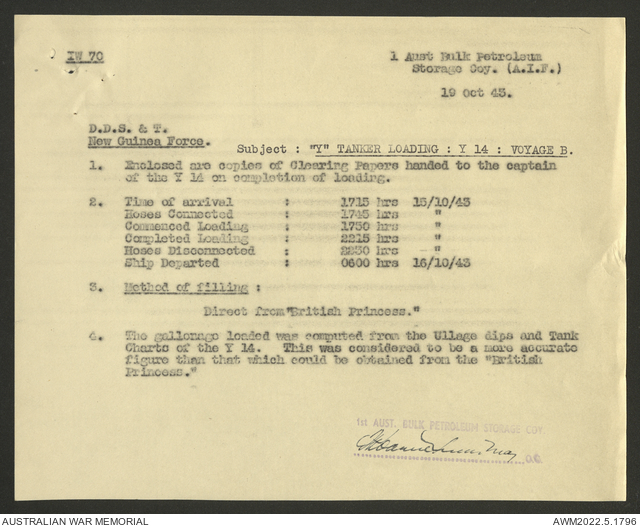 IW 70
1 Aust Bulk Petroleum
Storage Coy. (A.I.F.)
19 Oct 43.
D.D.S. & T.
New Guinea Force.
Subject : "Y" TANKER LOADING : Y 14 : VOYAGE B.
1. Enclosed are copies of Clearing Papers handed to the captain
of the Y 14 on completion of loading.
2. Time of arrival : 1715 hrs 15/10/43
Hoses Connected : 1745 hrs "
Commenced Loading : 1750 hrs "
Completed Loading : 2215 hrs "
Hoses Disconnected : 2230 hrs "
Ship Departed : 0600 hrs 16/10/43
3. Method of filling :
Direct from "British Princess."
4. The gallonage loaded was computed from the Ullage dips and Tank
Charts of the Y 14. This was considered to be a more accurate
figure than that which could be obtained from the "British
Princess."
1st AUST. BULK PETROLEUM STORAGE COY.
O.C.
AUSTRALIAN WAR MEMORIAL
AWM2022.5.1796